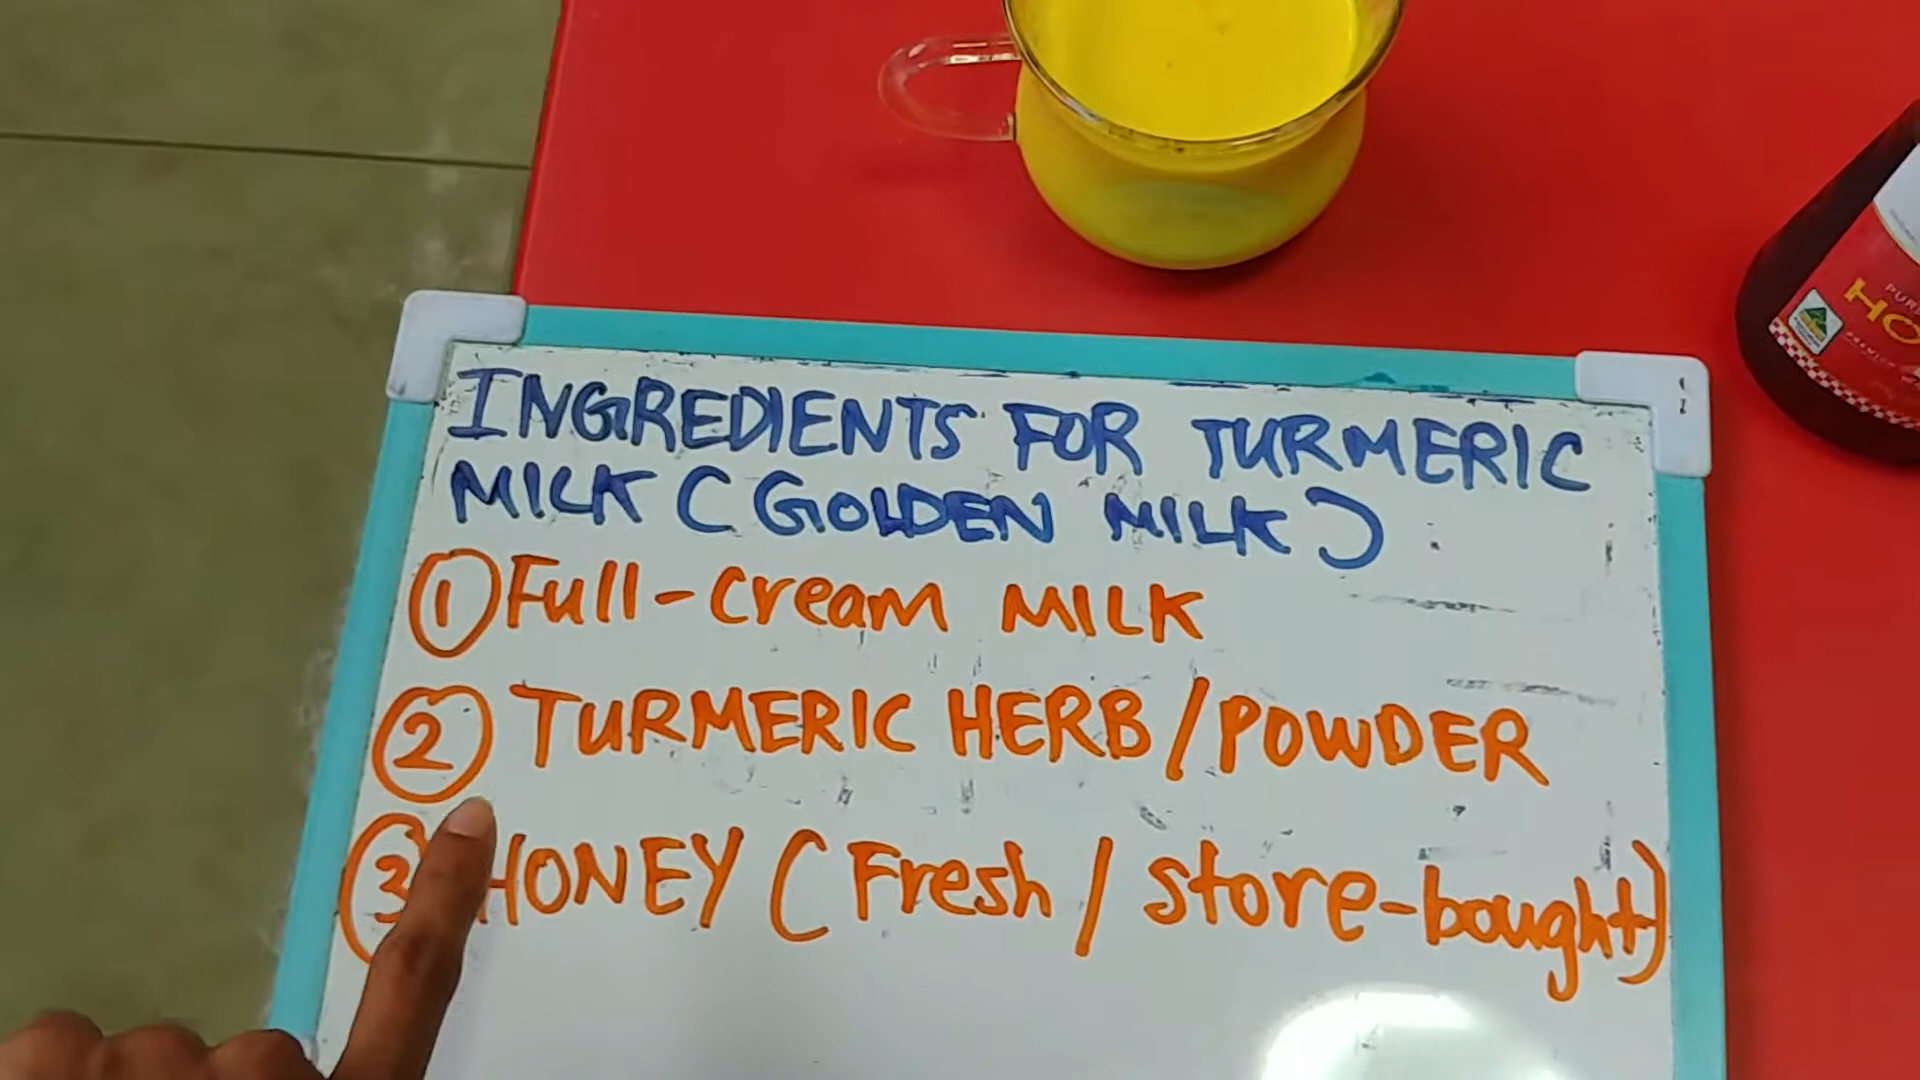 INGREDIENTS FOR TURMERIC
MILK (GOLDEN MILK)
1 Full-cream MILK
2 TURMERIC HERB/POWDER
3 HONEY (Fresh / store-bought)